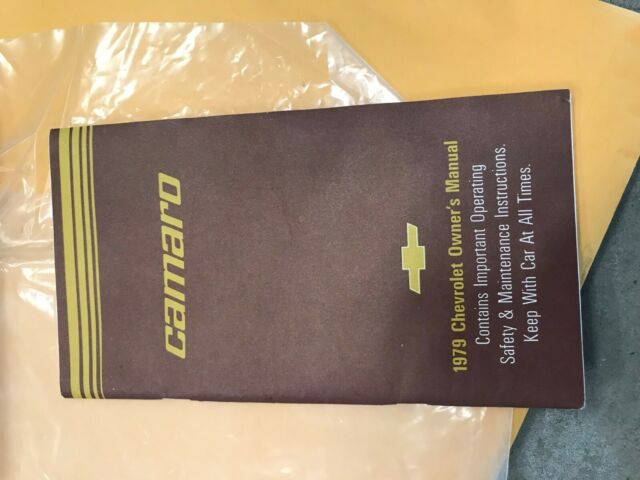 camaro
1979 Chevrolet Owner's Manual
Contains Important Operating
Safety & Maintenance Instructions.
Keep With Car At All Times.